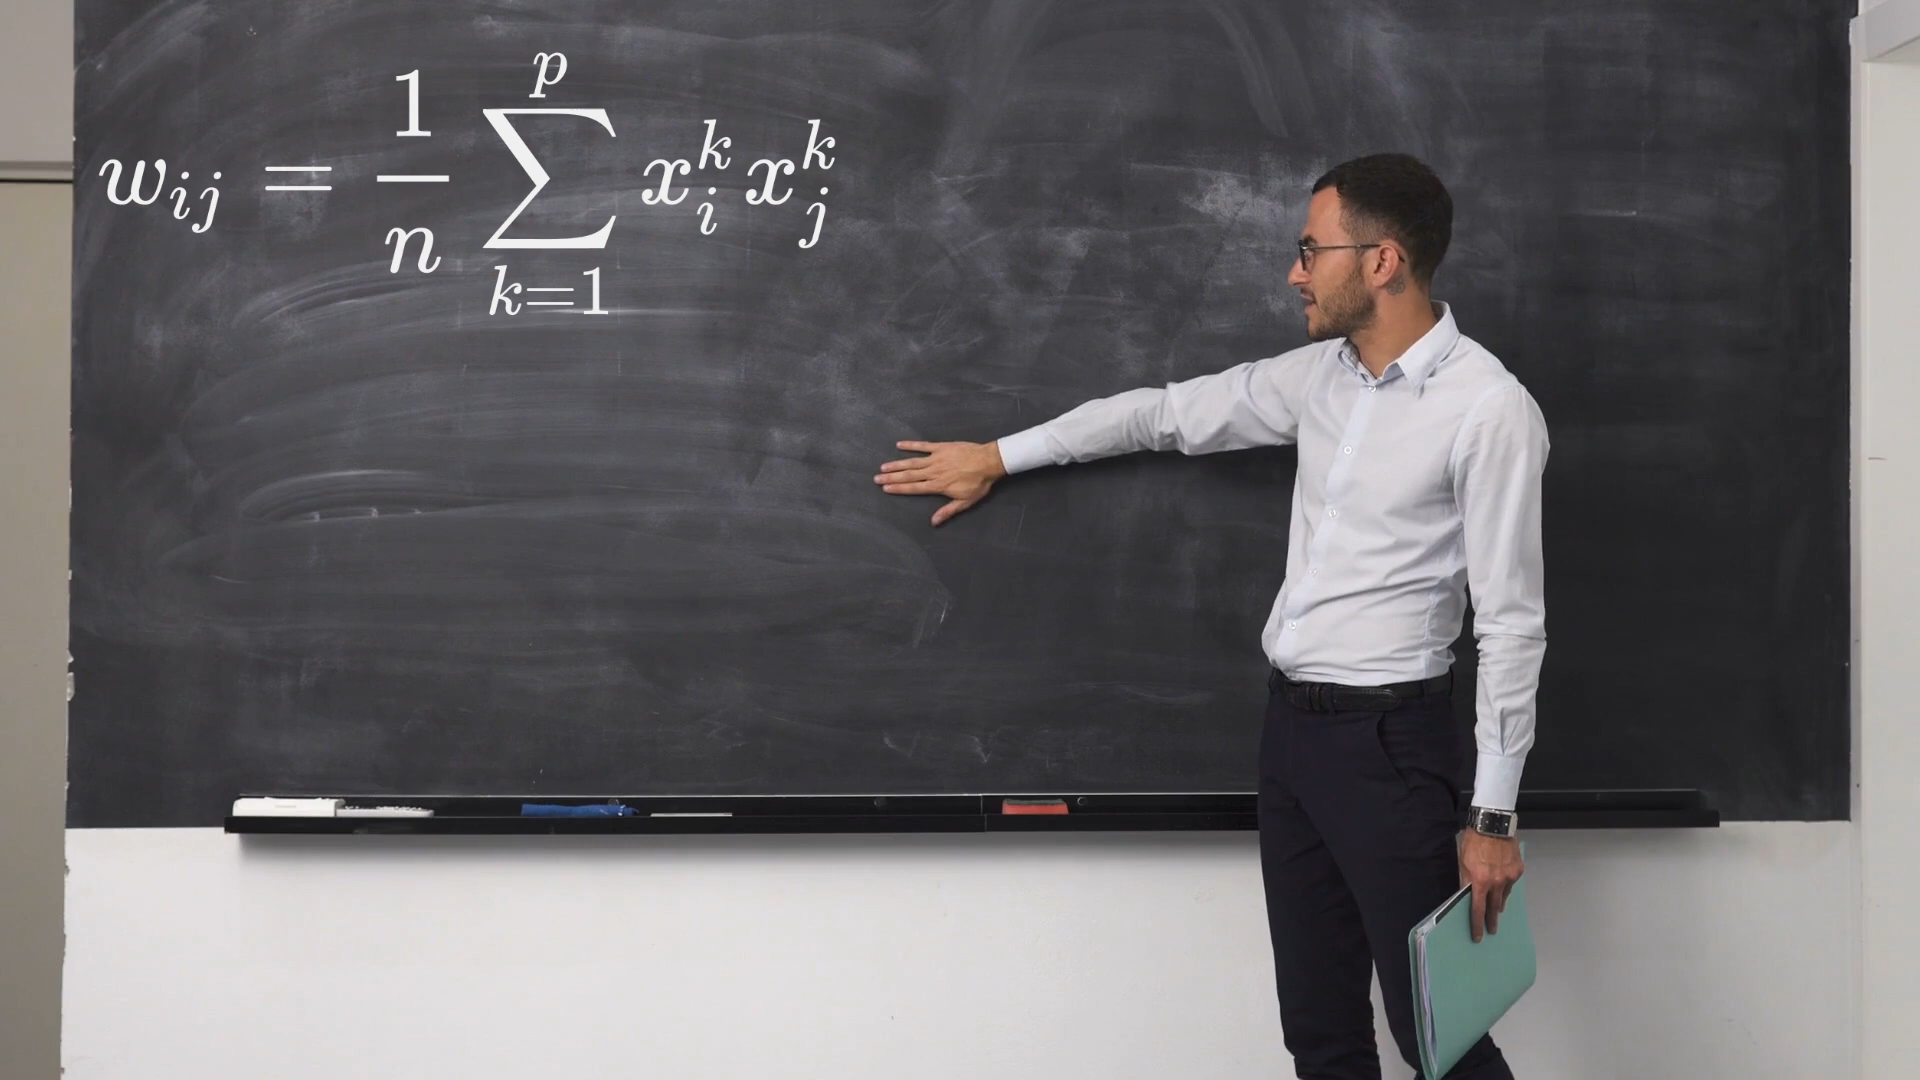 w_{ij} = \frac{1}{n} \sum_{k=1}^{p} x_i^k x_j^k